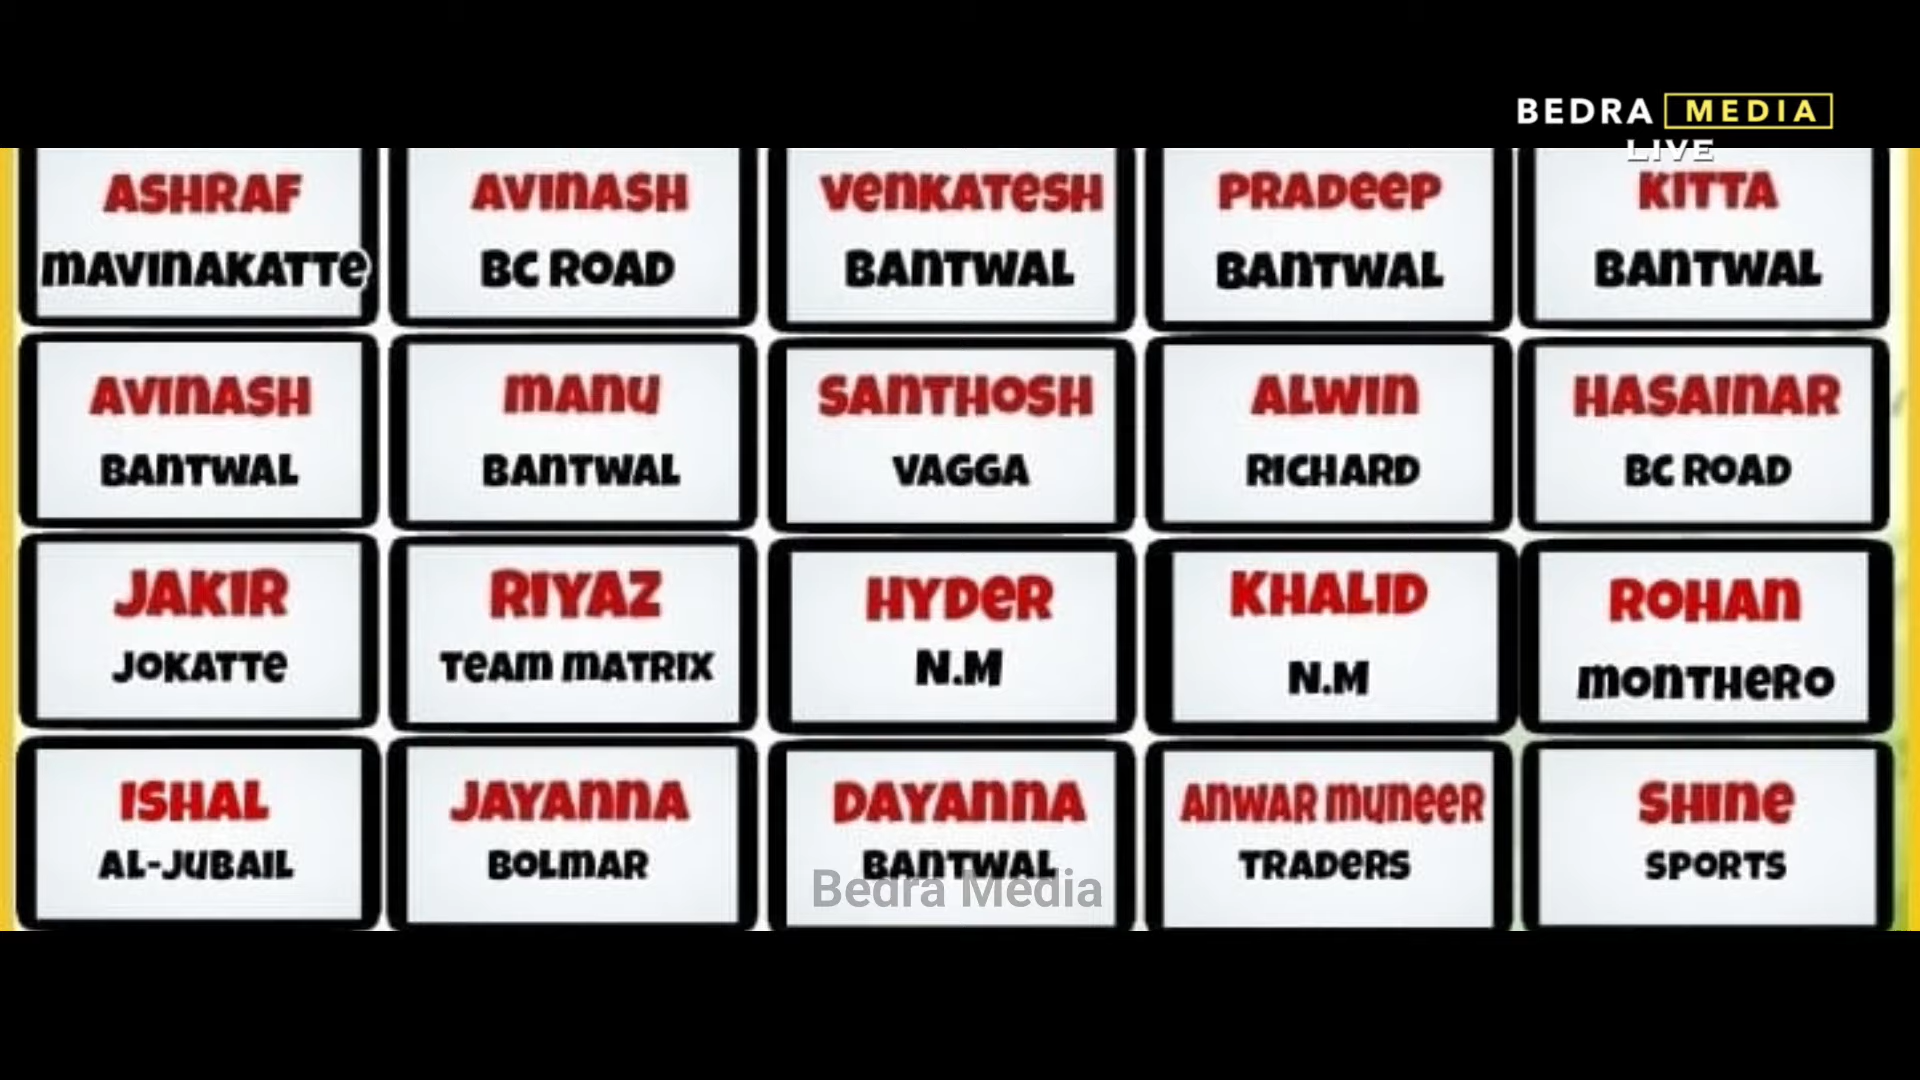 BEDRA MEDIA
LIVE
ASHRAF
MAVINAKATTE
AVINASH
BC ROAD
VENKATESH
BANTWAL
PRADEEP
BANTWAL
KITTA
BANTWAL
AVINASH
BANTWAL
MANU
BANTWAL
SANTHOSH
VAGGA
ALWIN
RICHARD
HASAINAR
BC ROAD
JAKIR
JOKATTE
RIYAZ
TEAM MATRIX
HYDER
N.M
KHALID
N.M
ROHAN
MONTHERO
ISHAL
AL-JUBAIL
JAYANNA
BOLMAR
DAYANNA
BANTWAL
ANWAR MUNEER
TRADERS
SHINE
SPORTS
Bedra Media